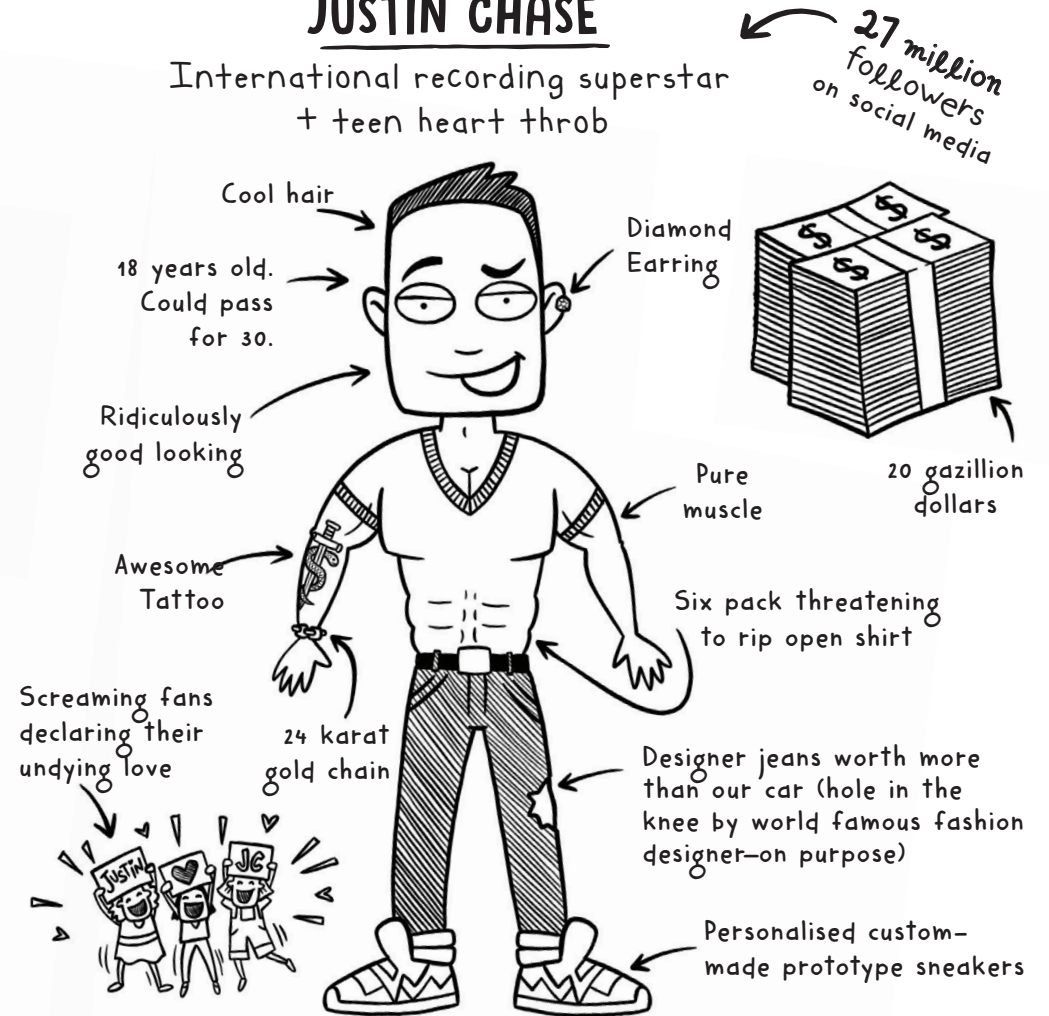 JUSTIN CHASE
International recording superstar
+ teen heart throb
27 million
followers
on social media
Cool hair
18 years old.
Could pass
for 30.
Ridiculously
good looking
Diamond
Earring
$
$
$
$
20 gazillion
dollars
Pure
muscle
Awesome
Tattoo
Six pack threatening
to rip open shirt
Screaming fans
declaring their
undying love
24 karat
gold chain
Designer jeans worth more
than our car (hole in the
knee by world famous fashion
designer–on purpose)
JUSTIN
JC
Personalised custom–
made prototype sneakers